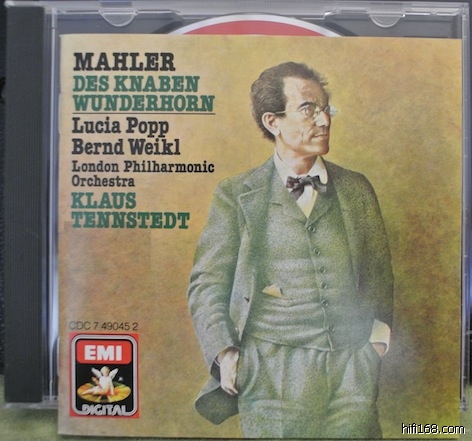 MAHLER
DES KNABEN
WUNDERHORN
Lucia Popp
Bernd Weikl
London Philharmonic
Orchestra
KLAUS
TENNSTEDT
CDC 7 49045 2
EMI
DIGITAL
hifi168.com